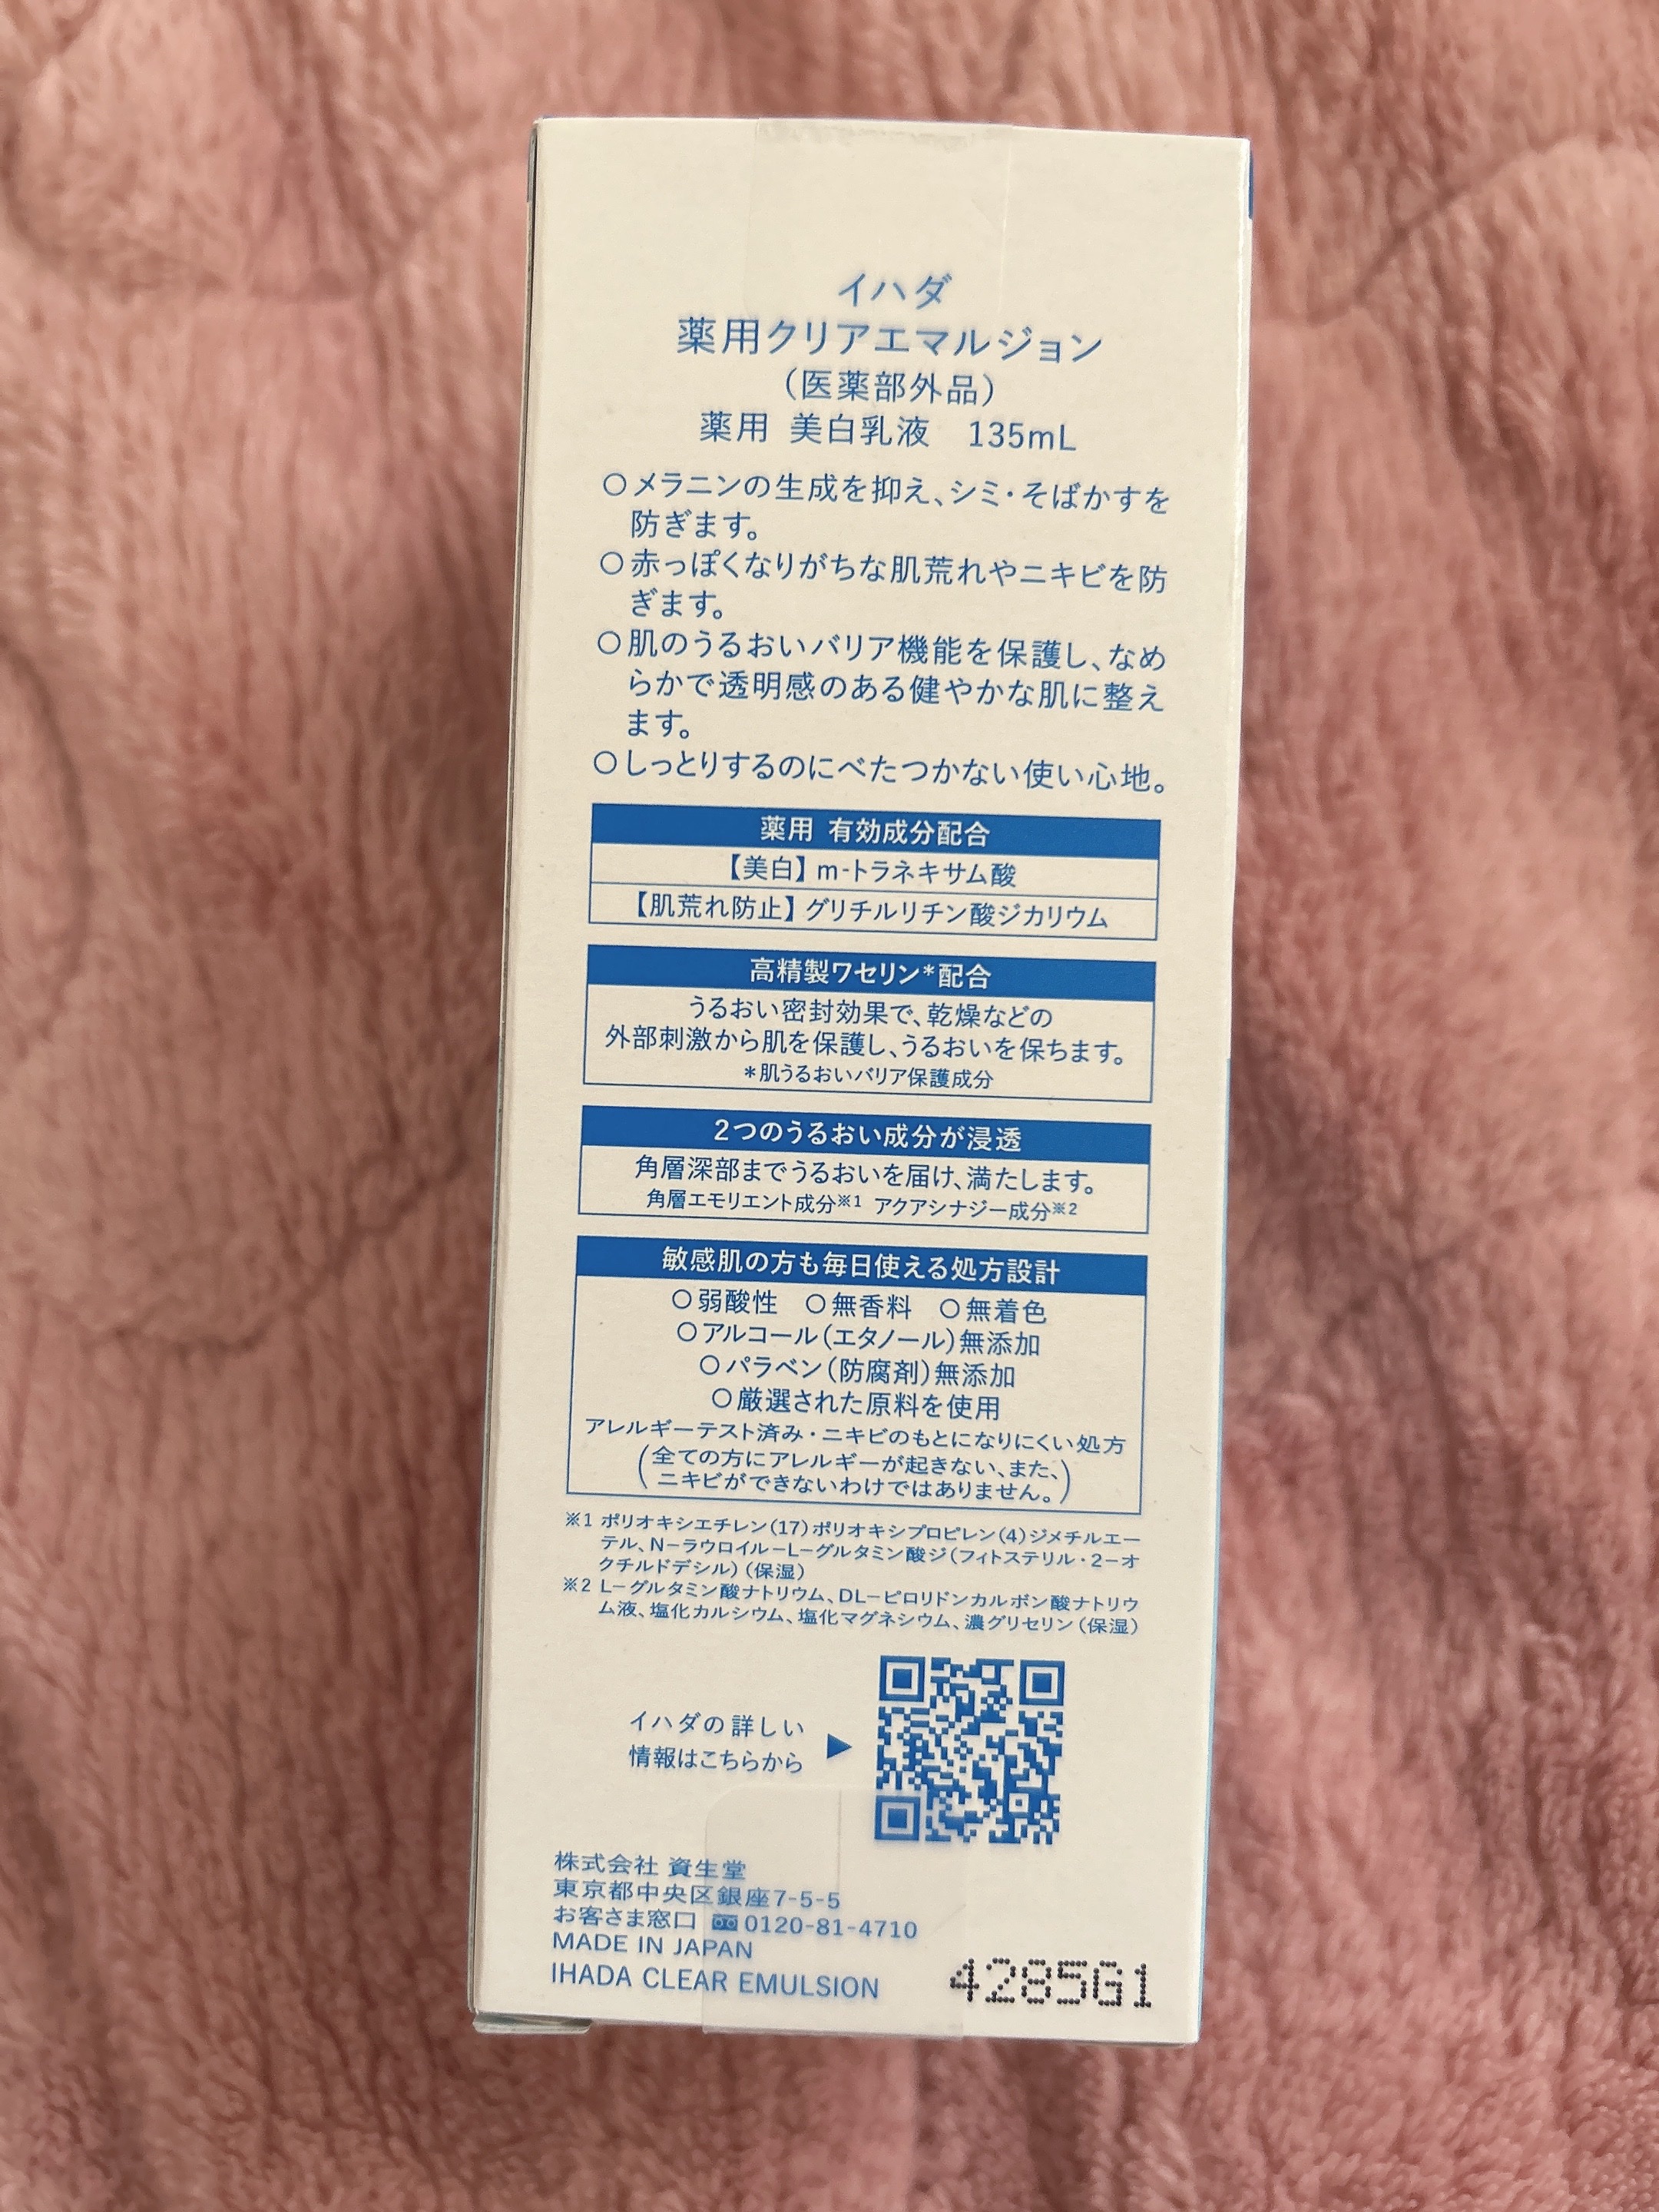 イハダ
薬用クリアエマルジョン
（医薬部外品）
薬用 美白乳液　135mL
○メラニンの生成を抑え、シミ・そばかすを
防ぎます。
○赤っぽくなりがちな肌荒れやニキビを防
ぎます。
○肌のうるおいバリア機能を保護し、なめ
らかで透明感のある健やかな肌に整え
ます。
○しっとりするのにべたつかない使い心地。
薬用 有効成分配合
【美白】m-トラネキサム酸
【肌荒れ防止】グリチルリチン酸ジカリウム
高精製ワセリン*配合
うるおい密封効果で、乾燥などの
外部刺激から肌を保護し、うるおいを保ちます。
*肌うるおいバリア保護成分
2つのうるおい成分が浸透
角層深部までうるおいを届け、満たします。
角層エモリエント成分※1 アクアシナジー成分※2
敏感肌の方も毎日使える処方設計
○弱酸性　○無香料　○無着色
○アルコール（エタノール）無添加
○パラベン（防腐剤）無添加
○厳選された原料を使用
アレルギーテスト済み・ニキビのもとになりにくい処方
（全ての方にアレルギーが起きない、また、
ニキビができないわけではありません。）
※1 ポリオキシエチレン（17）ポリオキシプロピレン（4）ジメチルエー
テル、N−ラウロイル−L−グルタミン酸ジ（フィトステリル・2−オ
クチルドデシル）（保湿）
※2 L−グルタミン酸ナトリウム、DL−ピロリドンカルボン酸ナトリウ
ム液、塩化カルシウム、塩化マグネシウム、濃グリセリン（保湿）
イハダの詳しい
情報はこちらから ▶
株式会社 資生堂
東京都中央区銀座7-5-5
お客さま窓口 0120-81-4710
MADE IN JAPAN
IHADA CLEAR EMULSION
4285G1